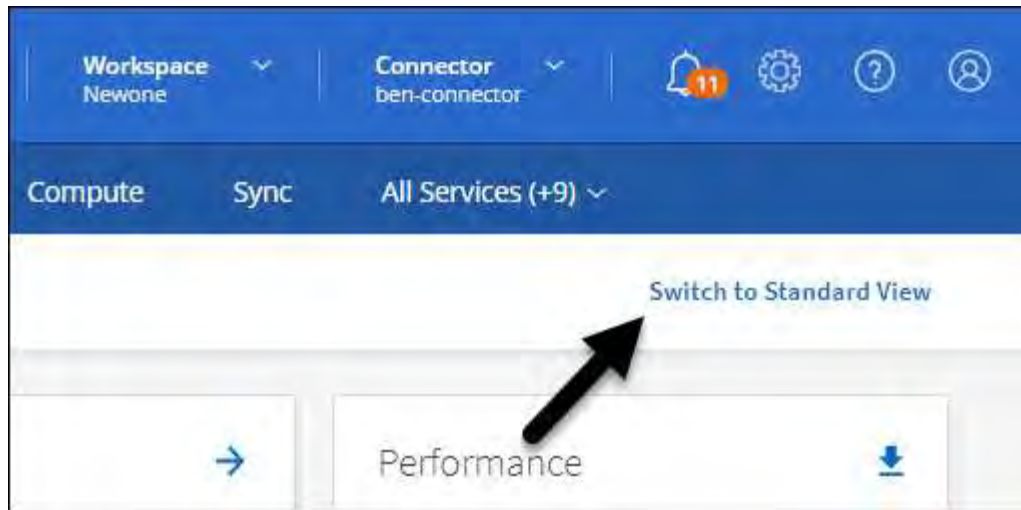 Workspace
Newone
Connector
ben-connector
11
?
Compute
Sync
All Services (+9)
Switch to Standard View
Performance